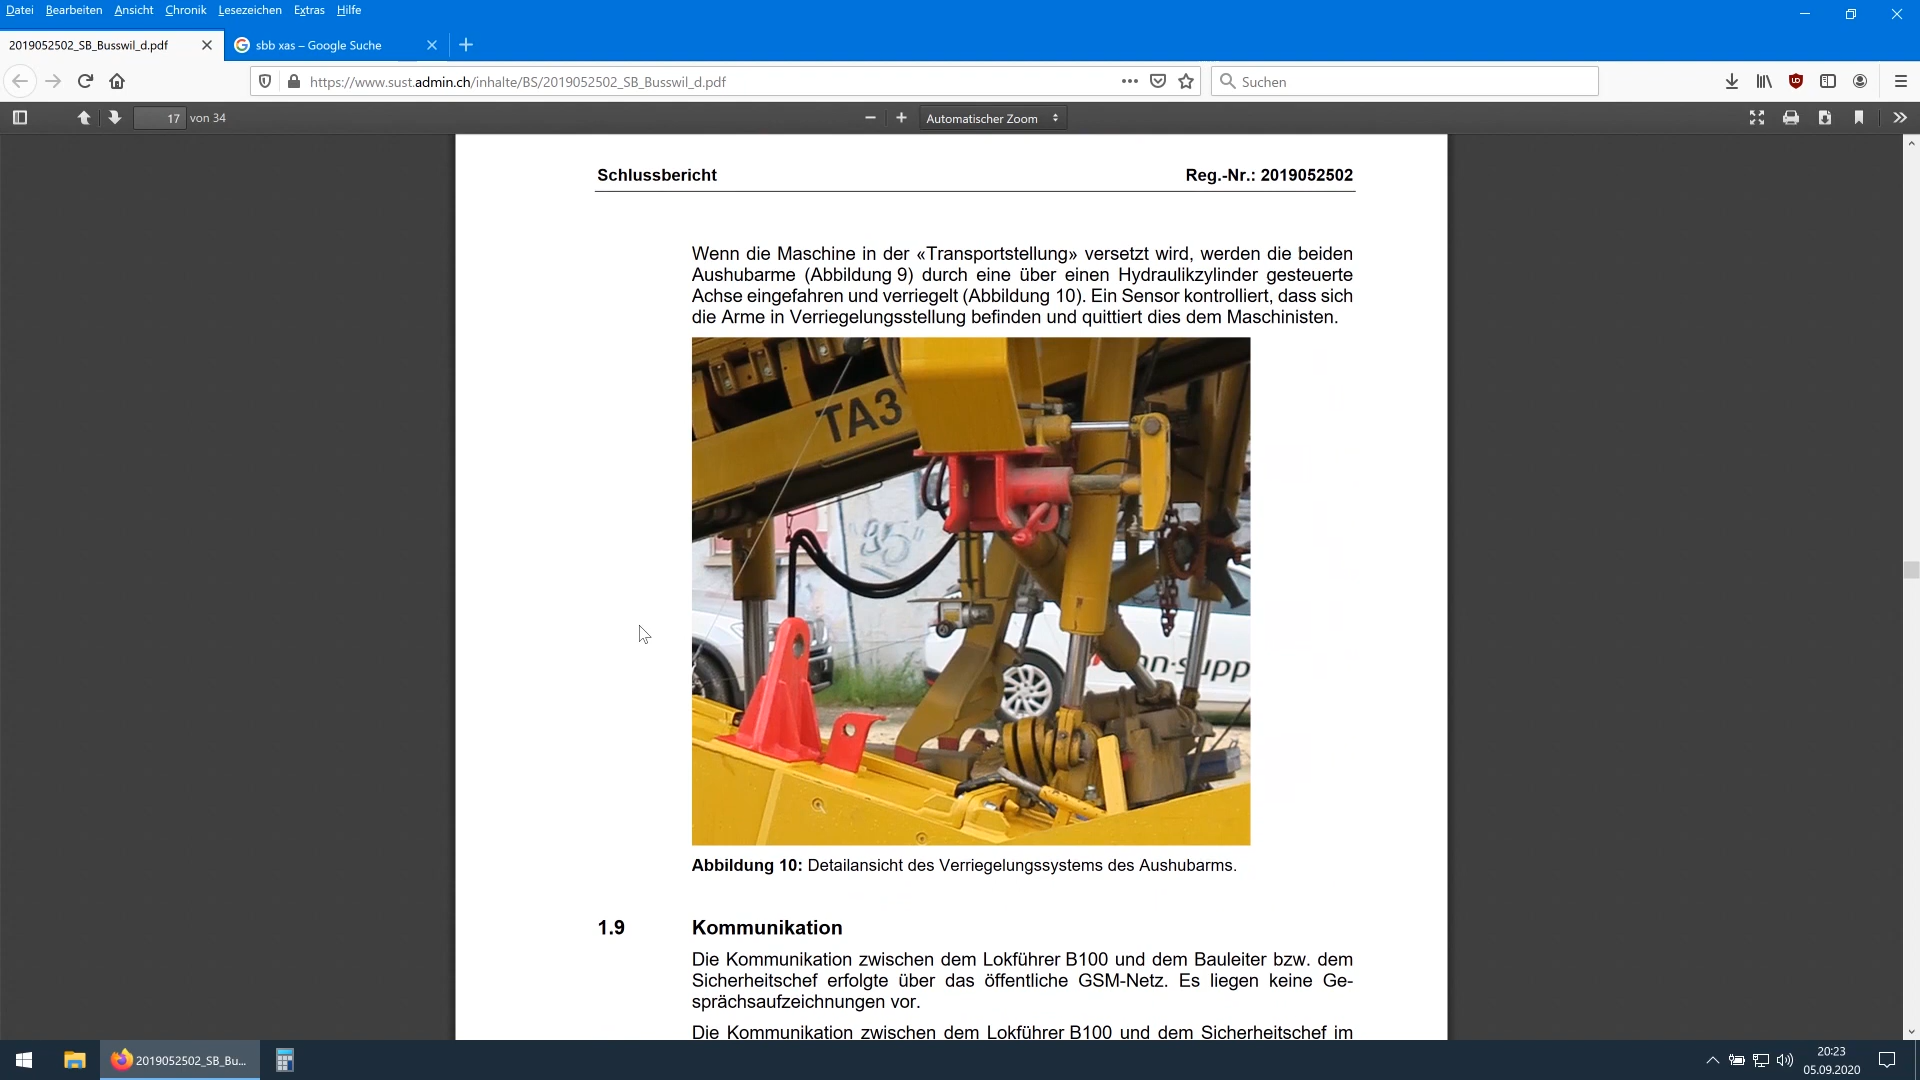 Datei Bearbeiten Ansicht Chronik Lesezeichen Extras Hilfe
2019052502_SB_Busswil_d.pdf
sbb xas – Google Suche
https://www.sust.admin.ch/inhalte/BS/2019052502_SB_Busswil_d.pdf
Suchen
17 von 34
Automatischer Zoom
Schlussbericht
Reg.-Nr.: 2019052502
Wenn die Maschine in der «Transportstellung» versetzt wird, werden die beiden
Aushubarme (Abbildung 9) durch eine über einen Hydraulikzylinder gesteuerte
Achse eingefahren und verriegelt (Abbildung 10). Ein Sensor kontrolliert, dass sich
die Arme in Verriegelungsstellung befinden und quittiert dies dem Maschinisten.
TA3
Abbildung 10: Detailansicht des Verriegelungssystems des Aushubarms.
1.9 Kommunikation
Die Kommunikation zwischen dem Lokführer B100 und dem Bauleiter bzw. dem
Sicherheitschef erfolgte über das öffentliche GSM-Netz. Es liegen keine Ge-
sprächsaufzeichnungen vor.
Die Kommunikation zwischen dem Lokführer B100 und dem Sicherheitschef im
2019052502_SB_Bu...
20:23
05.09.2020